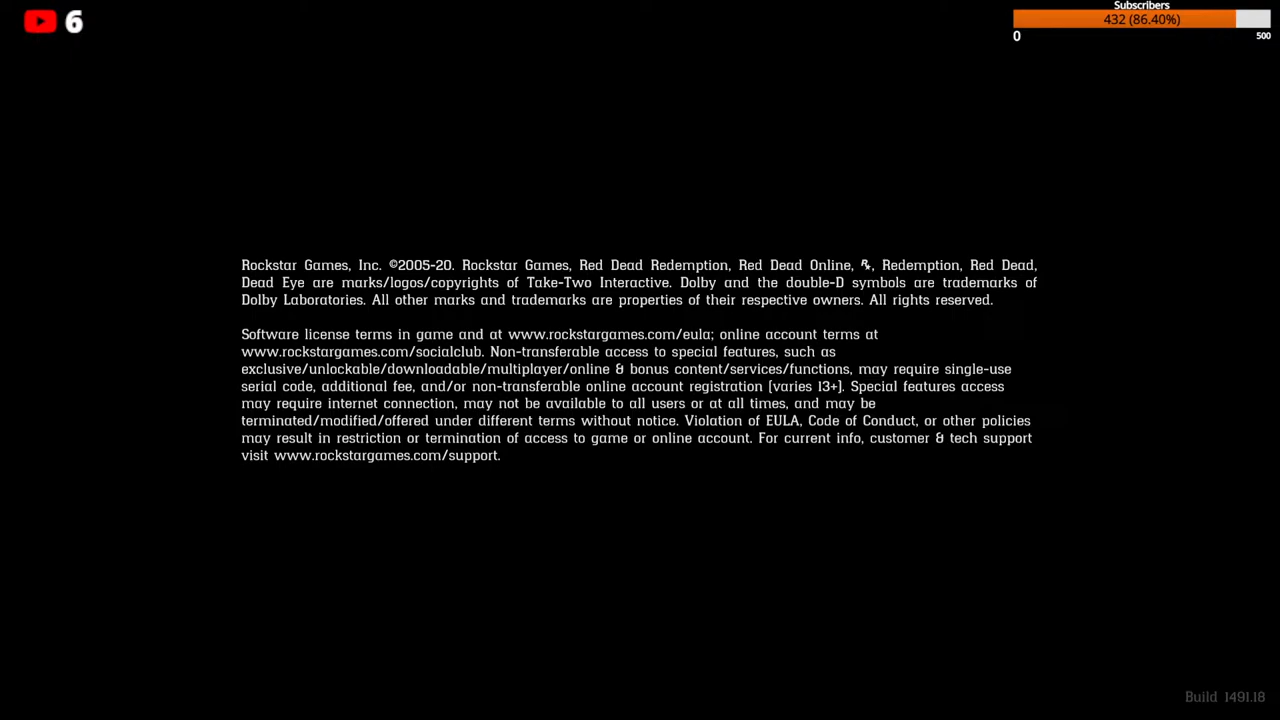 6
Subscribers
432 (86.40%)
0 500
Rockstar Games, Inc. ©2005-20. Rockstar Games, Red Dead Redemption, Red Dead Online, R*, Redemption, Red Dead,
Dead Eye are marks/logos/copyrights of Take-Two Interactive. Dolby and the double-D symbols are trademarks of
Dolby Laboratories. All other marks and trademarks are properties of their respective owners. All rights reserved.
Software license terms in game and at www.rockstargames.com/eula; online account terms at
www.rockstargames.com/socialclub. Non-transferable access to special features, such as
exclusive/unlockable/downloadable/multiplayer/online & bonus content/services/functions, may require single-use
serial code, additional fee, and/or non-transferable online account registration (varies 13+). Special features access
may require internet connection, may not be available to all users or at all times, and may be
terminated/modified/offered under different terms without notice. Violation of EULA, Code of Conduct, or other policies
may result in restriction or termination of access to game or online account. For current info, customer & tech support
visit www.rockstargames.com/support.
Build 1491.18